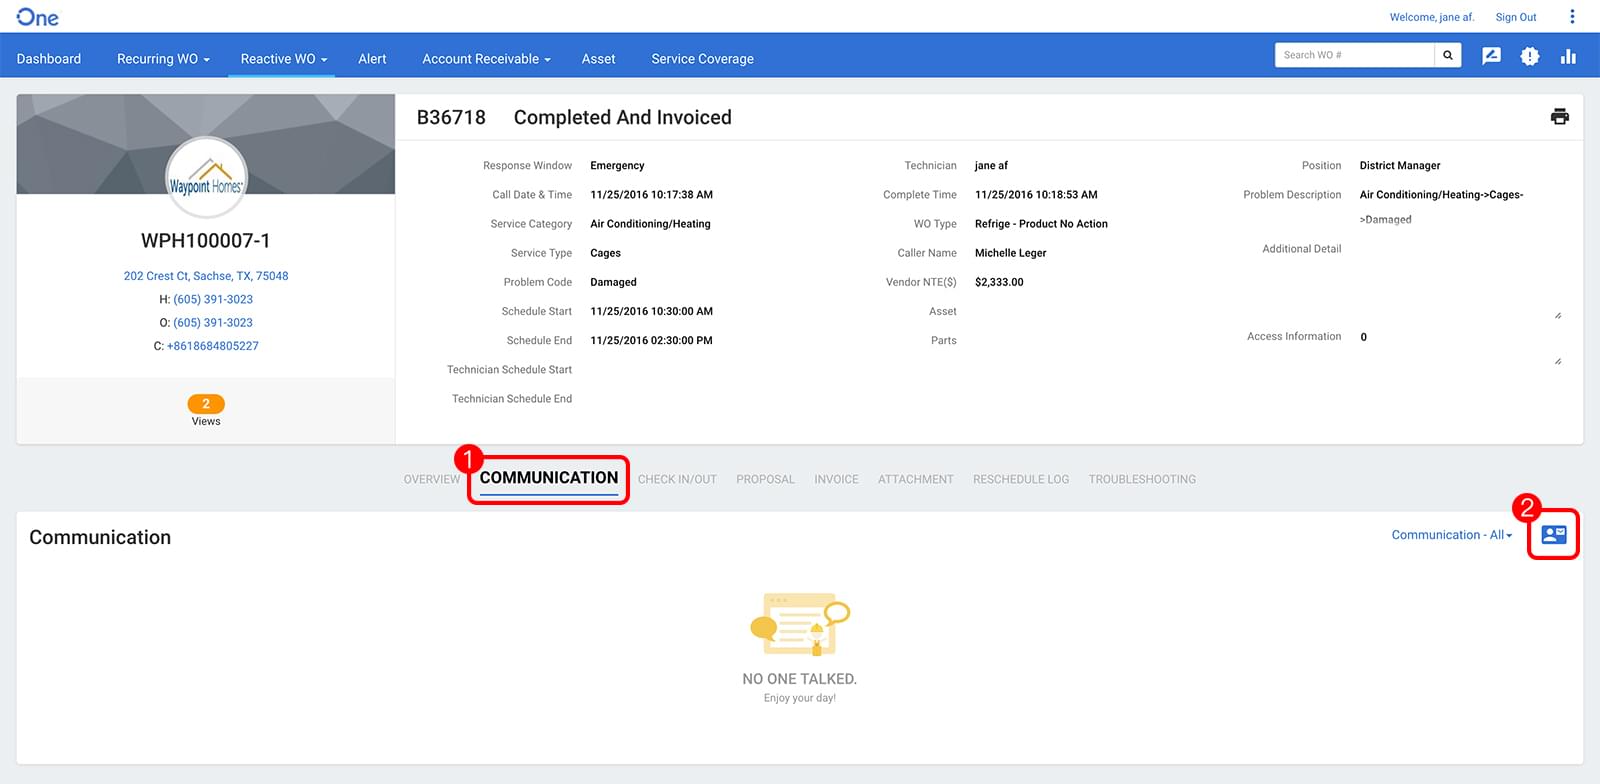 One
Welcome, jane af. Sign Out
Dashboard Recurring WO Reactive WO Alert Account Receivable Asset Service Coverage Search WO #
B36718 Completed And Invoiced
Waypoint Homes
WPH100007-1
202 Crest Ct, Sachse, TX, 75048
H: (605) 391-3023
O: (605) 391-3023
C: +8618684805227
2
Views
Response Window Emergency
Call Date & Time 11/25/2016 10:17:38 AM
Service Category Air Conditioning/Heating
Service Type Cages
Problem Code Damaged
Schedule Start 11/25/2016 10:30:00 AM
Schedule End 11/25/2016 02:30:00 PM
Technician Schedule Start
Technician Schedule End
Technician jane af
Complete Time 11/25/2016 10:18:53 AM
WO Type Refrige - Product No Action
Caller Name Michelle Leger
Vendor NTE($) $2,333.00
Asset
Parts
Position District Manager
Problem Description Air Conditioning/Heating->Cages-
>Damaged
Additional Detail
Access Information 0
1
OVERVIEW COMMUNICATION CHECK IN/OUT PROPOSAL INVOICE ATTACHMENT RESCHEDULE LOG TROUBLESHOOTING
2
Communication Communication - All
NO ONE TALKED.
Enjoy your day!